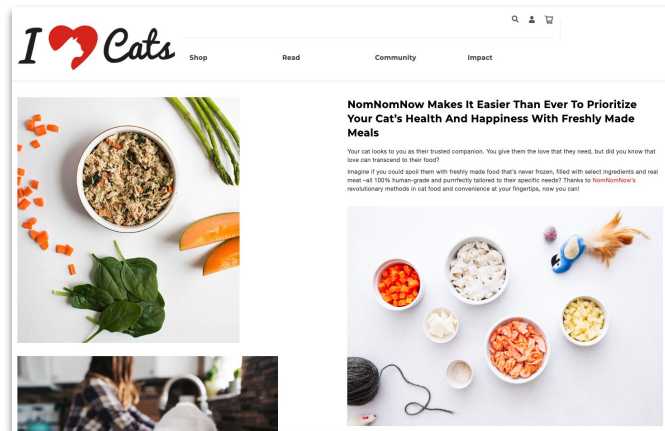 I Cats
Shop Read Community Impact
NomNomNow Makes It Easier Than Ever To Prioritize
Your Cat's Health And Happiness With Freshly Made
Meals
Your cat looks to you as their trusted companion. You give them the love that they need, but did you know that
love can transcend to their food?
Imagine if you could spoil them with freshly made food that's never frozen, filled with select ingredients and real
meat –all 100% human-grade and purrrfectly tailored to their specific needs? Thanks to NomNomNow's
revolutionary methods in cat food and convenience at your fingertips, now you can!